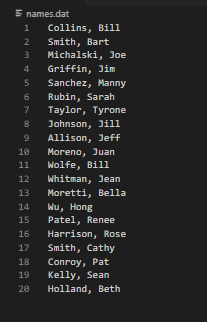 names.dat
1 Collins, Bill
2 Smith, Bart
3 Michalski, Joe
4 Griffin, Jim
5 Sanchez, Manny
6 Rubin, Sarah
7 Taylor, Tyrone
8 Johnson, Jill
9 Allison, Jeff
10 Moreno, Juan
11 Wolfe, Bill
12 Whitman, Jean
13 Moretti, Bella
14 Wu, Hong
15 Patel, Renee
16 Harrison, Rose
17 Smith, Cathy
18 Conroy, Pat
19 Kelly, Sean
20 Holland, Beth